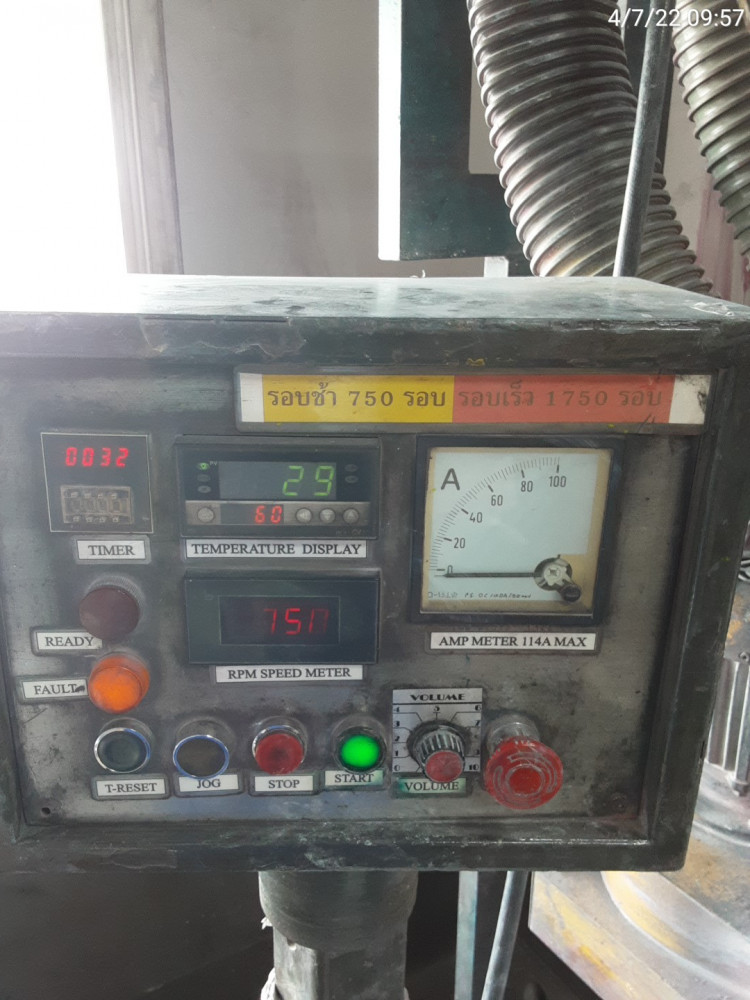 4/7/22 09:57
รอบช้า 750 รอบ รอบเร็ว 1750 รอบ
0032
TIMER
29
60
TEMPERATURE DISPLAY
A
0 20 40 60 80 100
AMP METER 114A MAX
RPM SPEED METER
READY
FAULT
T-RESET
JOG
STOP
START
VOLUME
VOLUME